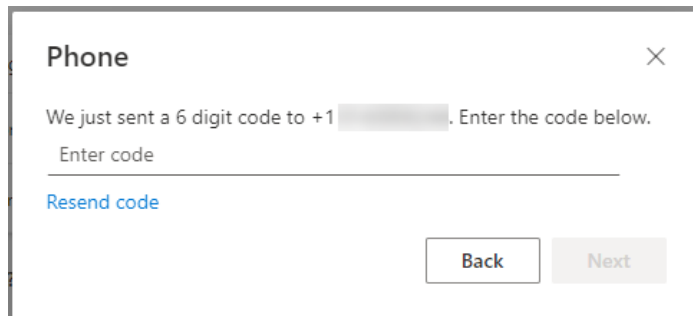 Phone
We just sent a 6 digit code to +1 . Enter the code below.
Enter code
Resend code
Back Next